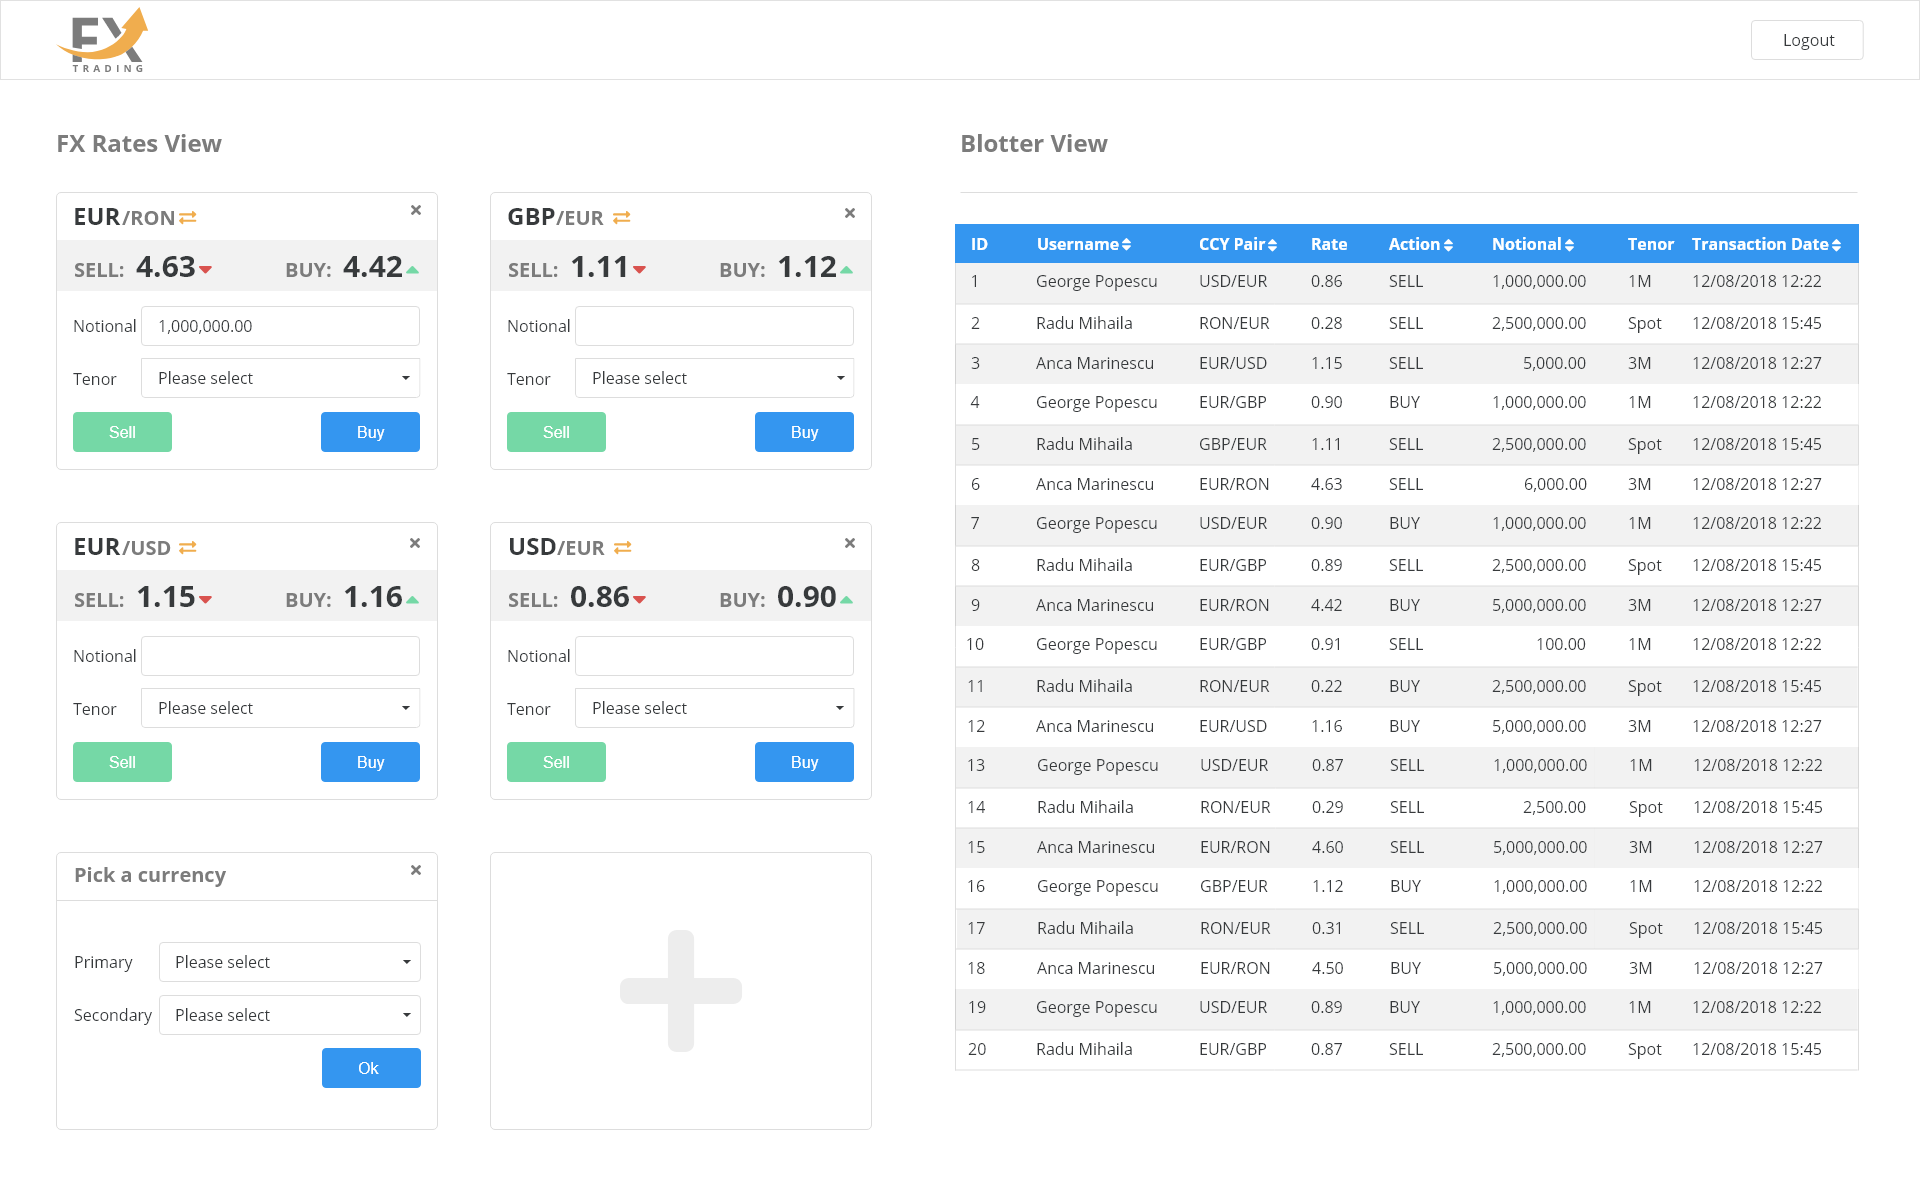 FX
TRADING
Logout
FX Rates View
EUR/RON
SELL: 4.63 BUY: 4.42
Notional 1,000,000.00
Tenor Please select
Sell Buy
GBP/EUR
SELL: 1.11 BUY: 1.12
Notional
Tenor Please select
Sell Buy
EUR/USD
SELL: 1.15 BUY: 1.16
Notional
Tenor Please select
Sell Buy
USD/EUR
SELL: 0.86 BUY: 0.90
Notional
Tenor Please select
Sell Buy
Pick a currency
Primary Please select
Secondary Please select
Ok
Blotter View
ID Username CCY Pair Rate Action Notional Tenor Transaction Date
1 George Popescu USD/EUR 0.86 SELL 1,000,000.00 1M 12/08/2018 12:22
2 Radu Mihaila RON/EUR 0.28 SELL 2,500,000.00 Spot 12/08/2018 15:45
3 Anca Marinescu EUR/USD 1.15 SELL 5,000.00 3M 12/08/2018 12:27
4 George Popescu EUR/GBP 0.90 BUY 1,000,000.00 1M 12/08/2018 12:22
5 Radu Mihaila GBP/EUR 1.11 SELL 2,500,000.00 Spot 12/08/2018 15:45
6 Anca Marinescu EUR/RON 4.63 SELL 6,000.00 3M 12/08/2018 12:27
7 George Popescu USD/EUR 0.90 BUY 1,000,000.00 1M 12/08/2018 12:22
8 Radu Mihaila EUR/GBP 0.89 SELL 2,500,000.00 Spot 12/08/2018 15:45
9 Anca Marinescu EUR/RON 4.42 BUY 5,000,000.00 3M 12/08/2018 12:27
10 George Popescu EUR/GBP 0.91 SELL 100.00 1M 12/08/2018 12:22
11 Radu Mihaila RON/EUR 0.22 BUY 2,500,000.00 Spot 12/08/2018 15:45
12 Anca Marinescu EUR/USD 1.16 BUY 5,000,000.00 3M 12/08/2018 12:27
13 George Popescu USD/EUR 0.87 SELL 1,000,000.00 1M 12/08/2018 12:22
14 Radu Mihaila RON/EUR 0.29 SELL 2,500.00 Spot 12/08/2018 15:45
15 Anca Marinescu EUR/RON 4.60 SELL 5,000,000.00 3M 12/08/2018 12:27
16 George Popescu GBP/EUR 1.12 BUY 1,000,000.00 1M 12/08/2018 12:22
17 Radu Mihaila RON/EUR 0.31 SELL 2,500,000.00 Spot 12/08/2018 15:45
18 Anca Marinescu EUR/RON 4.50 BUY 5,000,000.00 3M 12/08/2018 12:27
19 George Popescu USD/EUR 0.89 BUY 1,000,000.00 1M 12/08/2018 12:22
20 Radu Mihaila EUR/GBP 0.87 SELL 2,500,000.00 Spot 12/08/2018 15:45